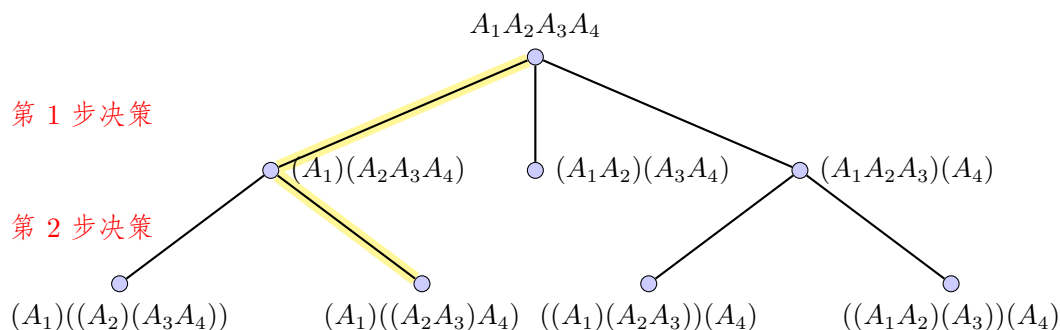 A₁A₂A₃A₄
第 1 步决策
(A₁)(A₂A₃A₄)
(A₁A₂)(A₃A₄)
(A₁A₂A₃)(A₄)
第 2 步决策
(A₁)((A₂)(A₃A₄))
(A₁)((A₂A₃)A₄)
((A₁)(A₂A₃))(A₄)
((A₁A₂)(A₃))(A₄)